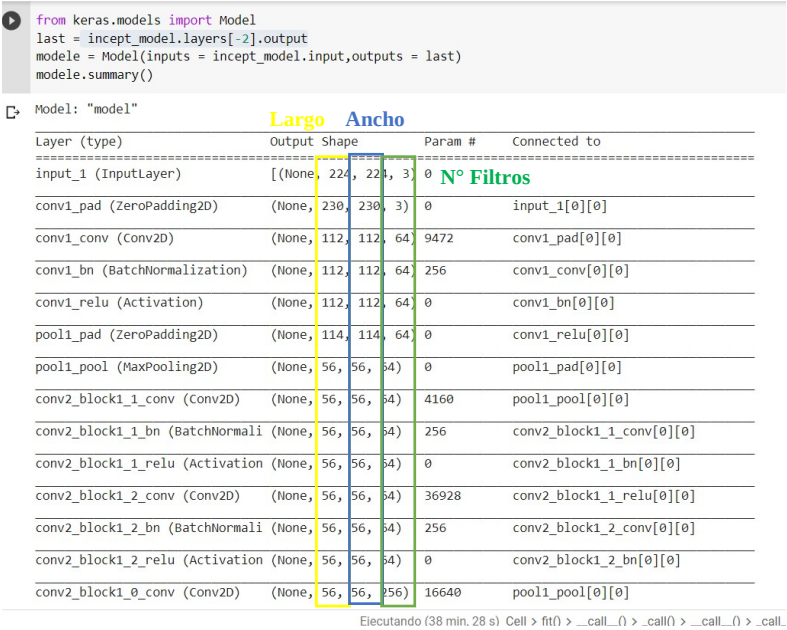 from keras.models import Model
last = incept_model.layers[-2].output
modele = Model(inputs = incept_model.input,outputs = last)
modele.summary()
Model: "model"
Largo Ancho
Layer (type) Output Shape Param # Connected to
==================================================================================================
input_1 (InputLayer) [(None, 224, 224, 3) 0
N° Filtros
conv1_pad (ZeroPadding2D) (None, 230, 230, 3) 0 input_1[0][0]
conv1_conv (Conv2D) (None, 112, 112, 64) 9472 conv1_pad[0][0]
conv1_bn (BatchNormalization) (None, 112, 112, 64) 256 conv1_conv[0][0]
conv1_relu (Activation) (None, 112, 112, 64) 0 conv1_bn[0][0]
pool1_pad (ZeroPadding2D) (None, 114, 114, 64) 0 conv1_relu[0][0]
pool1_pool (MaxPooling2D) (None, 56, 56, 64) 0 pool1_pad[0][0]
conv2_block1_1_conv (Conv2D) (None, 56, 56, 64) 4160 pool1_pool[0][0]
conv2_block1_1_bn (BatchNormali (None, 56, 56, 64) 256 conv2_block1_1_conv[0][0]
conv2_block1_1_relu (Activation (None, 56, 56, 64) 0 conv2_block1_1_bn[0][0]
conv2_block1_2_conv (Conv2D) (None, 56, 56, 64) 36928 conv2_block1_1_relu[0][0]
conv2_block1_2_bn (BatchNormali (None, 56, 56, 64) 256 conv2_block1_2_conv[0][0]
conv2_block1_2_relu (Activation (None, 56, 56, 64) 0 conv2_block1_2_bn[0][0]
conv2_block1_0_conv (Conv2D) (None, 56, 56, 256) 16640 pool1_pool[0][0]
Ejecutando (38 min, 28 s) Cell > fit() > __call__() > _call() > __call__() > _call_